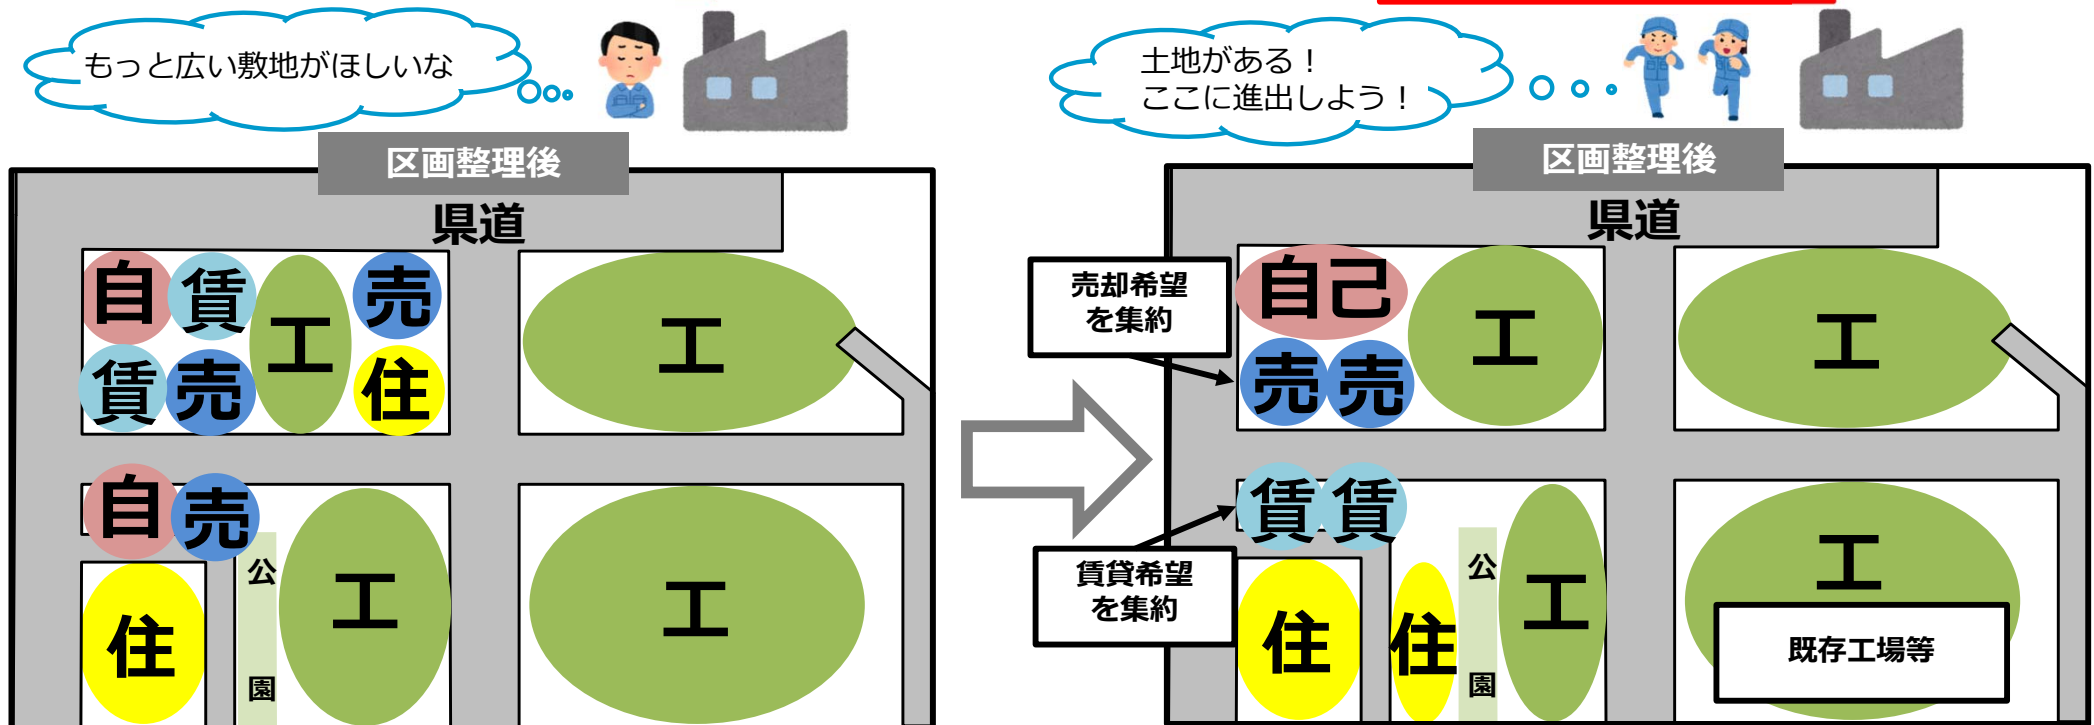 もっと広い敷地がほしいな
区画整理後
県道
自
賃
工
売
工
賃
売
住
自
売
公
園
工
工
住
土地がある！
ここに進出しよう！
区画整理後
県道
売却希望
を集約
自己
工
工
売
売
賃
賃
賃貸希望
を集約
住
住
公
園
工
工
既存工場等